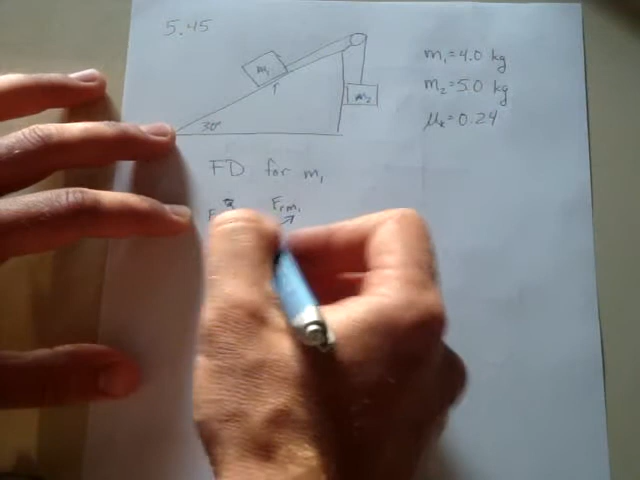 5.45
m₁
m₂
30°
m₁=4.0 kg
m₂=5.0 kg
μₖ=0.24
FD for m₁